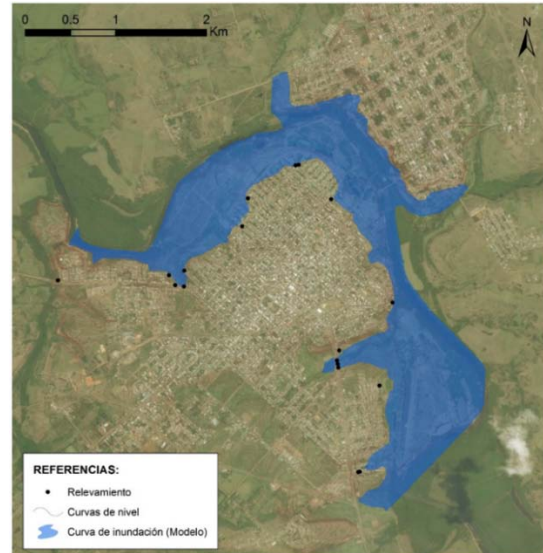 0 0.5 1 2
Km
N
REFERENCIAS:
Relevamiento
Curvas de nivel
Curva de inundación (Modelo)